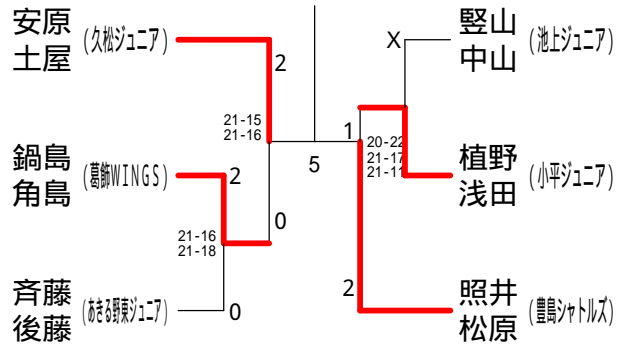 安原
土屋
(久松ジュニア)
2
21-15
21-16
鍋島
角島
(葛飾WINGS)
2
0
21-16
21-18
斉藤
後藤
(あきる野東ジュニア)
0
5
X
竪山
中山
(池上ジュニア)
1
20-22
21-17
21-11
植野
浅田
(小平ジュニア)
2
照井
松原
(豊島シャトルズ)